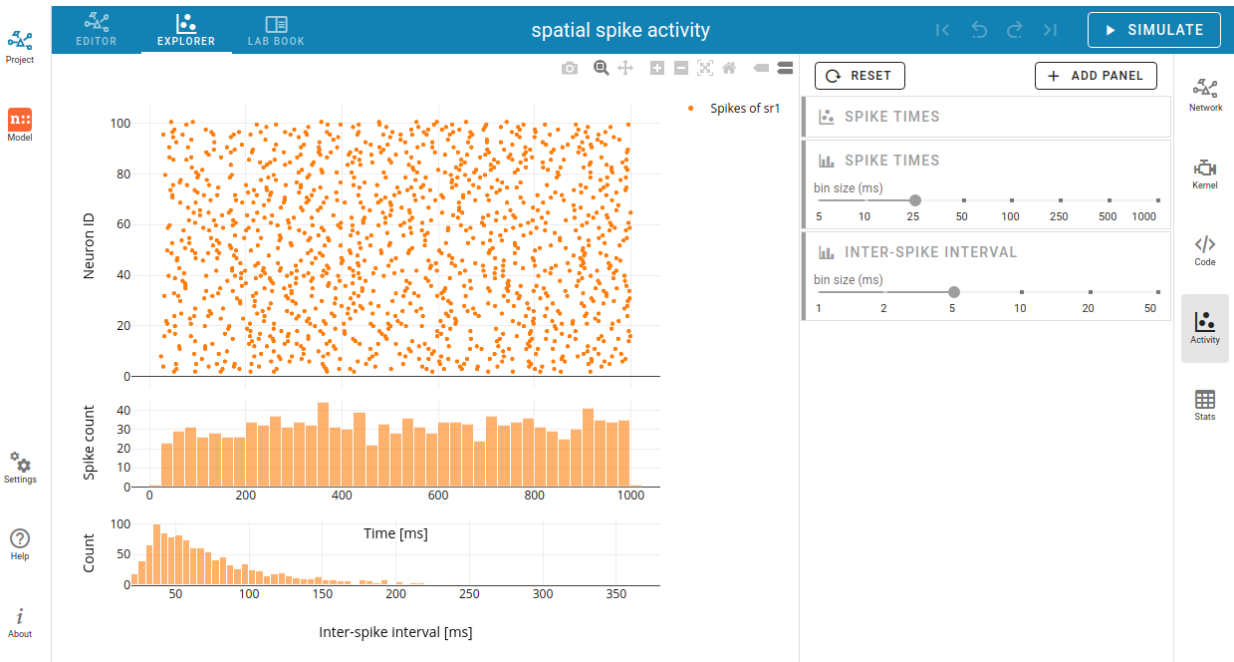 EDITOR
EXPLORER
LAB BOOK
spatial spike activity
SIMULATE
Project
n::
Model
Settings
Help
i
About
Spikes of sr1
Neuron ID
100
80
60
40
20
0
Spike count
40
30
20
10
0
0 200 400 600 800 1000
Time [ms]
Count
100
50
0
50 100 150 200 250 300 350
Inter-spike interval [ms]
RESET
ADD PANEL
SPIKE TIMES
SPIKE TIMES
bin size (ms)
5 10 25 50 100 250 500 1000
INTER-SPIKE INTERVAL
bin size (ms)
1 2 5 10 20 50
Network
Kernel
</>
Code
Activity
Stats